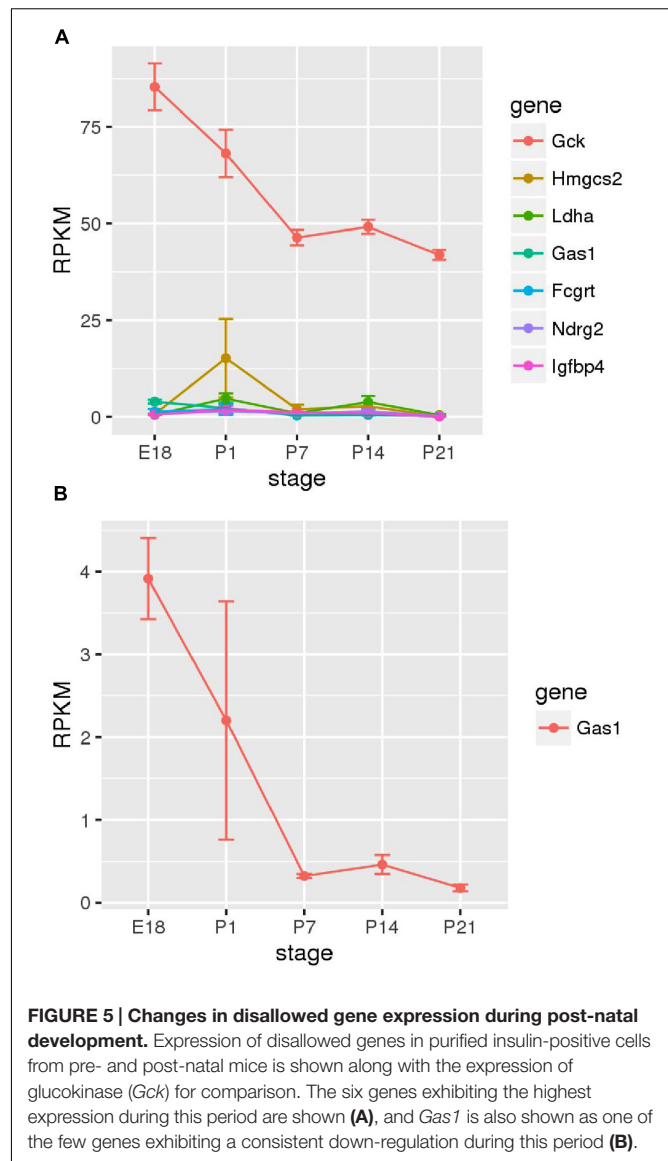 A
75
50
25
0
RPKM
E18 P1 P7 P14 P21
stage
gene
Gck
Hmgcs2
Ldha
Gas1
Fcgrt
Ndrg2
Igfbp4
B
4
3
2
1
0
RPKM
E18 P1 P7 P14 P21
stage
gene
Gas1
FIGURE 5 | Changes in disallowed gene expression during post-natal
development. Expression of disallowed genes in purified insulin-positive cells
from pre- and post-natal mice is shown along with the expression of
glucokinase (Gck) for comparison. The six genes exhibiting the highest
expression during this period are shown (A), and Gas1 is also shown as one of
the few genes exhibiting a consistent down-regulation during this period (B).